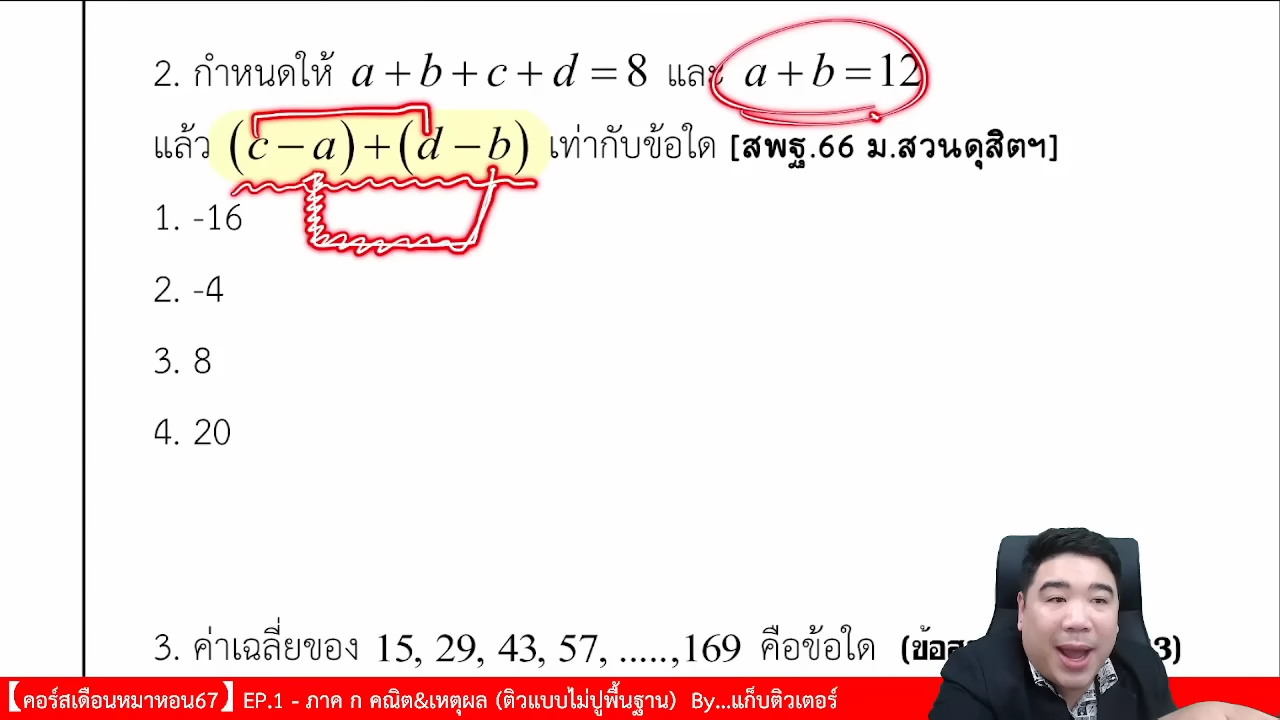 2. กำหนดให้ a + b + c + d = 8 และ a + b = 12
แล้ว (c − a) + (d − b) เท่ากับข้อใด [สพฐ.66 ม.สวนดุสิตฯ]
1. -16
2. -4
3. 8
4. 20
3. ค่าเฉลี่ยของ 15, 29, 43, 57, .....,169 คือข้อใด 3)
【คอร์สเดือนหมาหอน67】 EP.1 - ภาค ก คณิต&เหตุผล (ติวแบบไม่ปูพื้นฐาน) By...แก็บติวเตอร์